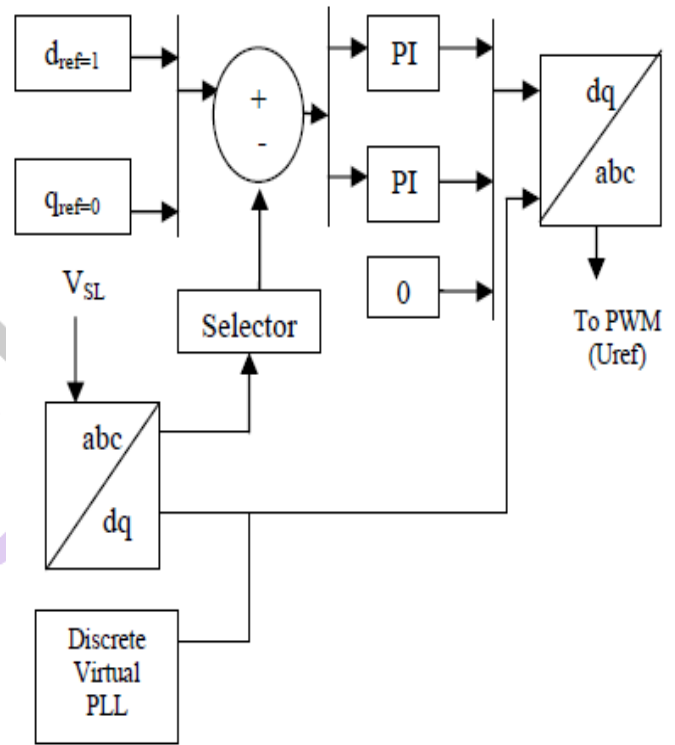 dref=1
PI
+
-
dq
abc
PI
qref=0
0
VSL
To PWM
(Uref)
Selector
abc
dq
Discrete
Virtual
PLL